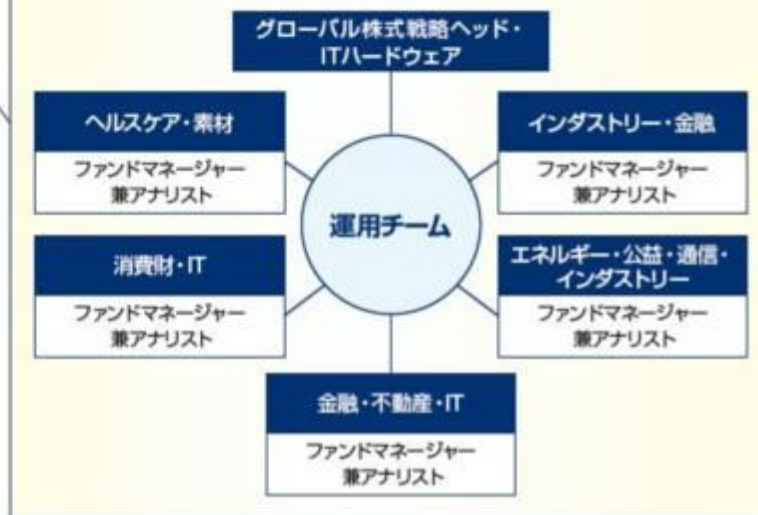 グローバル株式戦略ヘッド・
ITハードウェア
ヘルスケア・素材
ファンドマネージャー
兼アナリスト
インダストリー・金融
ファンドマネージャー
兼アナリスト
運用チーム
消費財・IT
ファンドマネージャー
兼アナリスト
エネルギー・公益・通信・
インダストリー
ファンドマネージャー
兼アナリスト
金融・不動産・IT
ファンドマネージャー
兼アナリスト